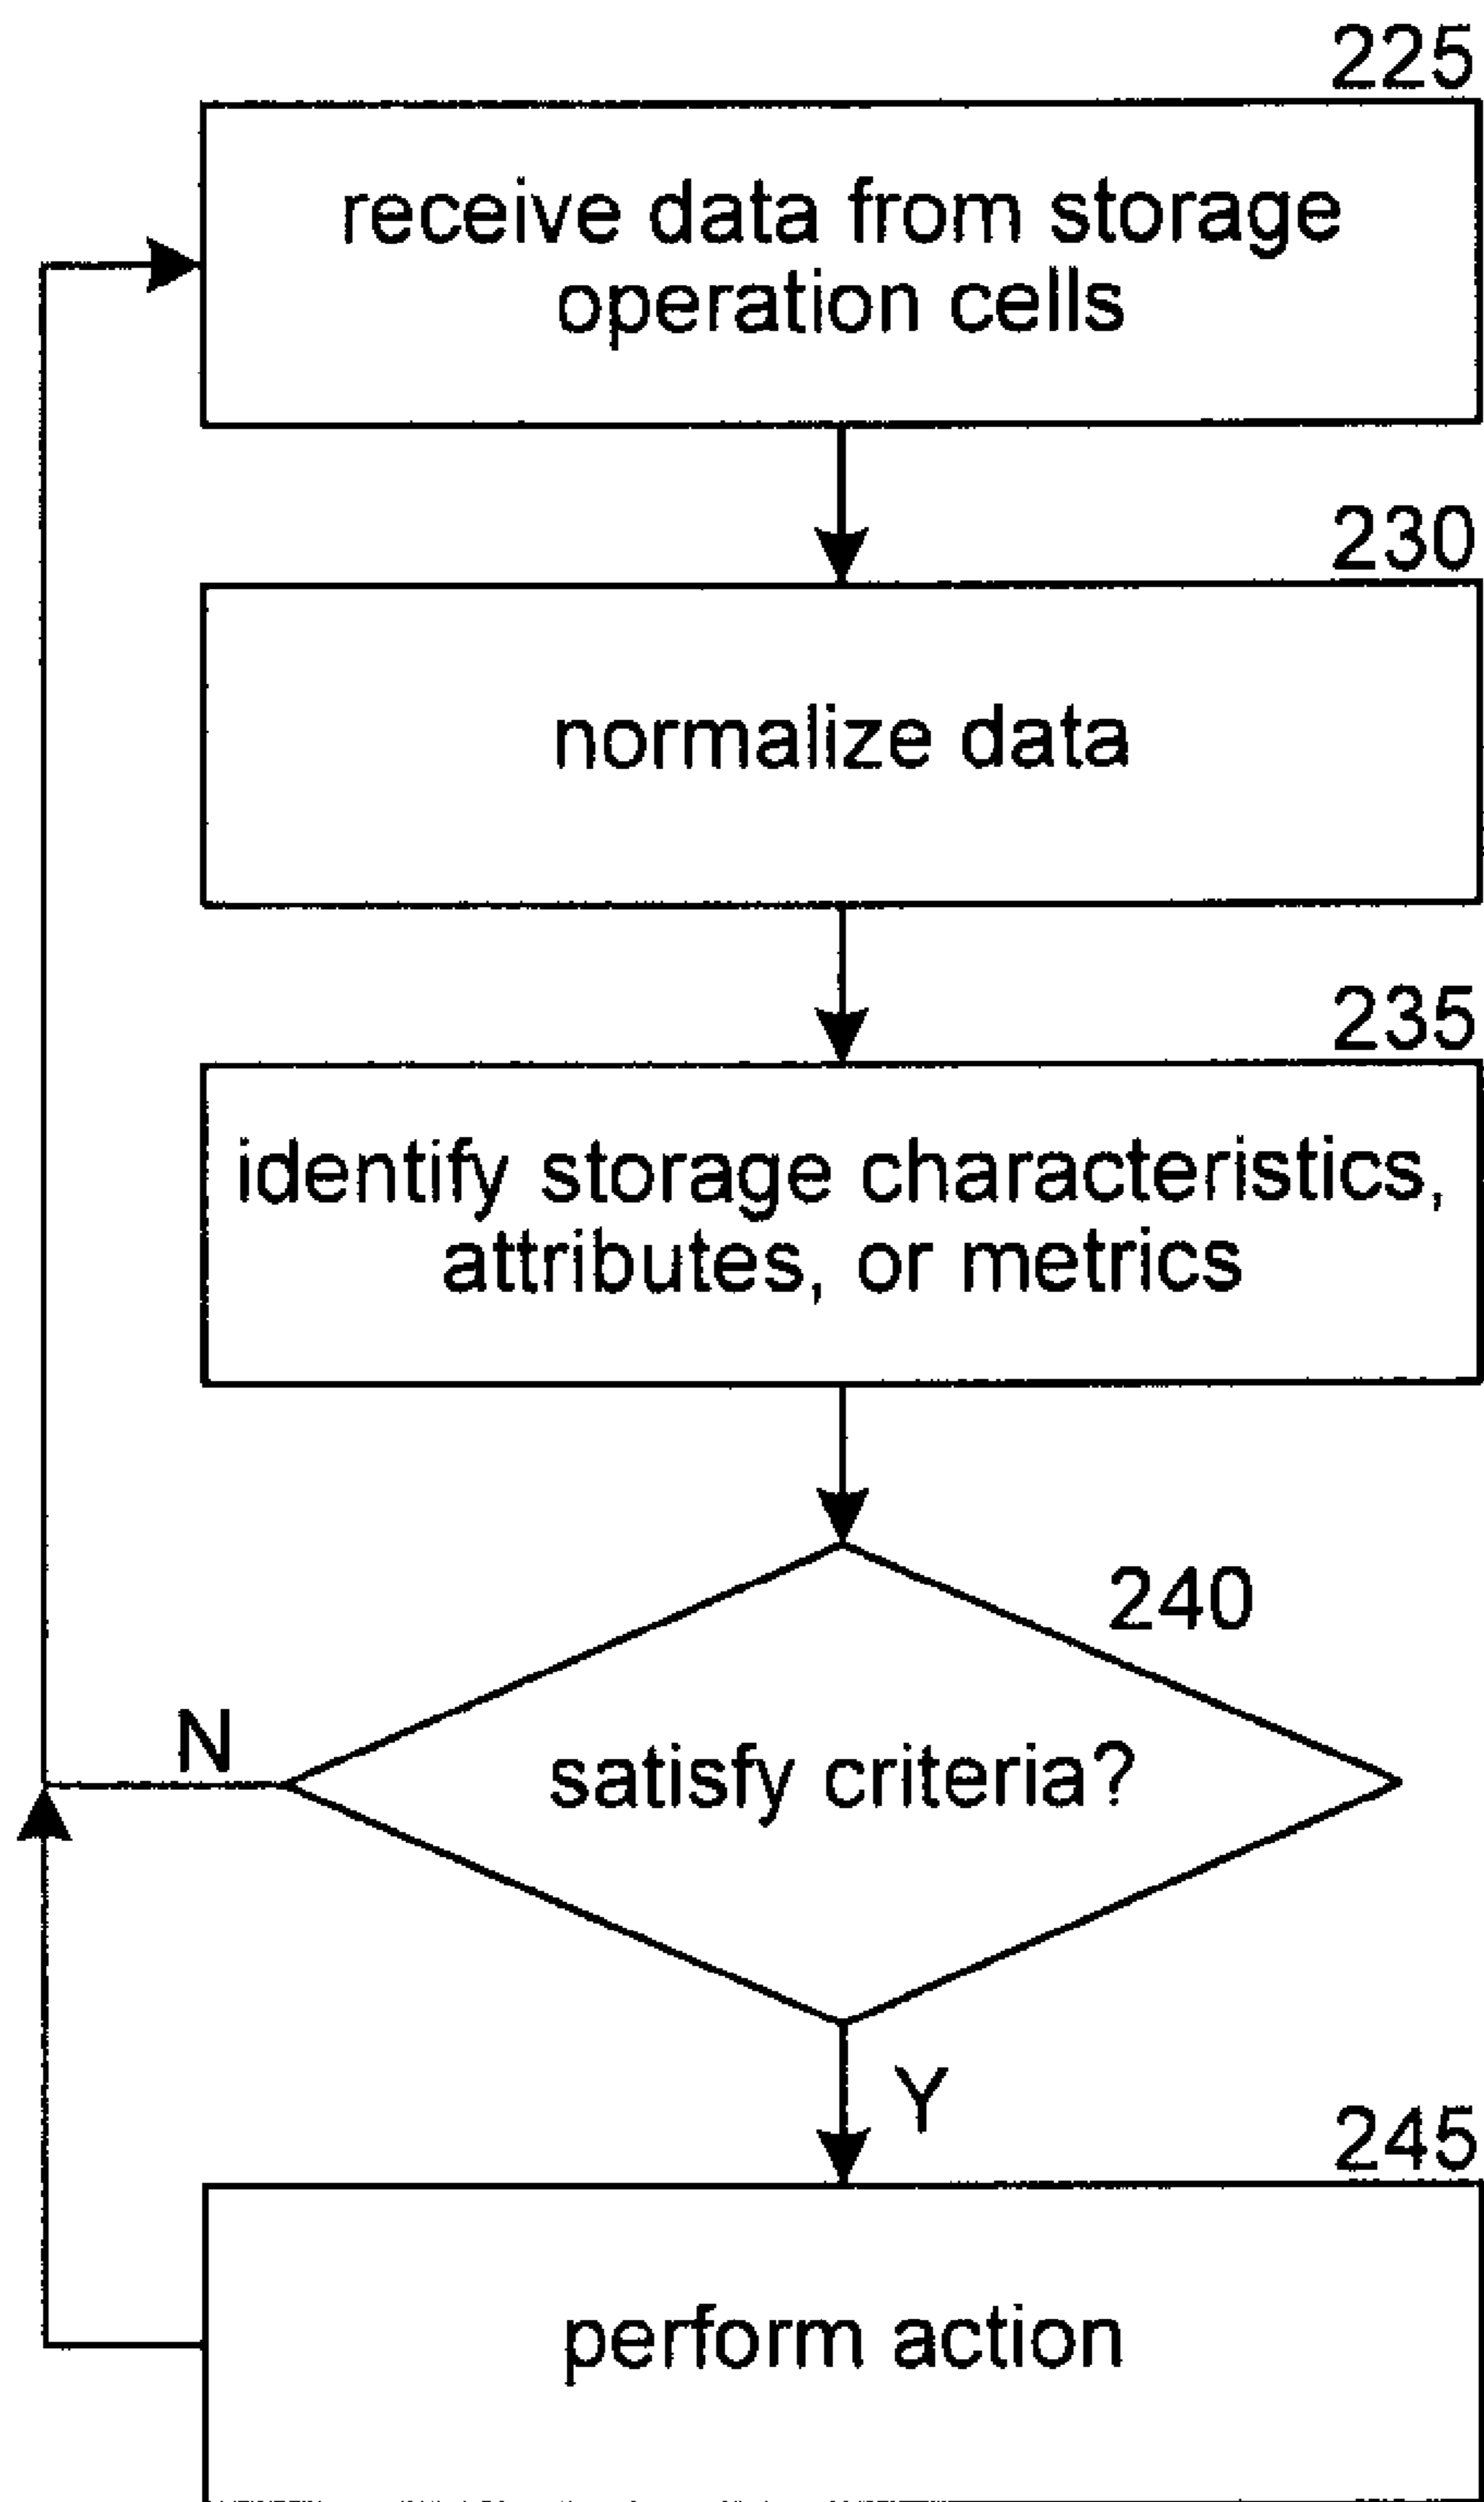 225
receive data from storage
operation cells
230
normalize data
235
identify storage characteristics,
attributes, or metrics
240
N
satisfy criteria?
Y
245
perform action